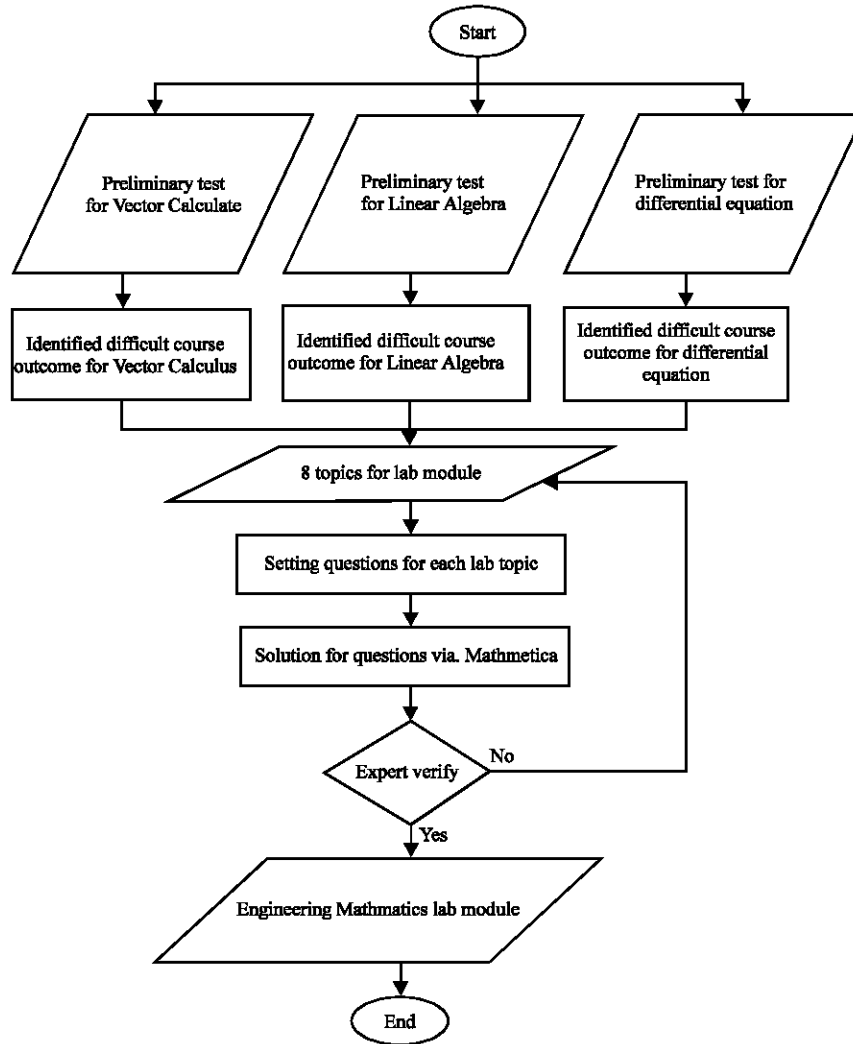 Start
Preliminary test
for Vector Calculate
Preliminary test
for Linear Algebra
Preliminary test for
differential equation
Identified difficult course
outcome for Vector Calculus
Identified difficult course
outcome for Linear Algebra
Identified difficult course
outcome for differential
equation
8 topics for lab module
Setting questions for each lab topic
Solution for questions via. Mathmetica
Expert verify
No
Yes
Engineering Mathmatics lab module
End